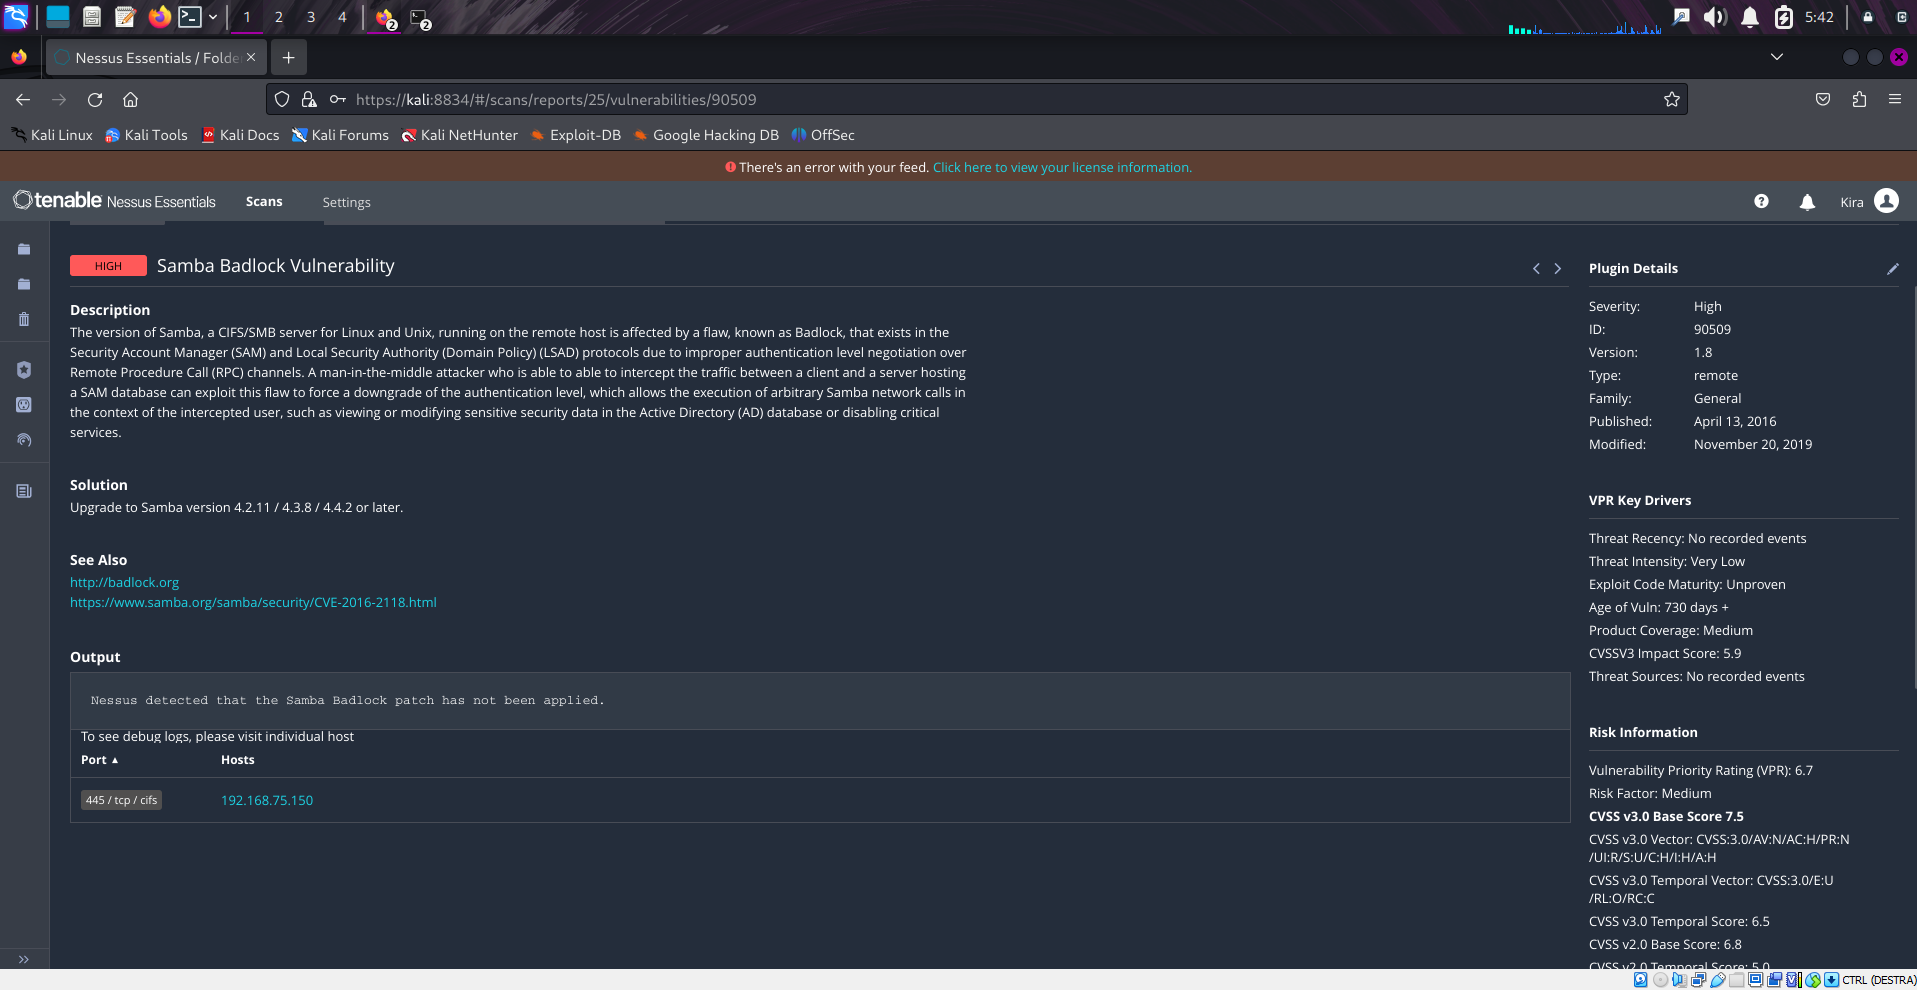 1 2 3 4 2 2 5:42
Nessus Essentials / Folde
https://kali:8834/#/scans/reports/25/vulnerabilities/90509
Kali Linux Kali Tools Kali Docs Kali Forums Kali NetHunter Exploit-DB Google Hacking DB OffSec
There's an error with your feed. Click here to view your license information.
tenable Nessus Essentials Scans Settings Kira
HIGH Samba Badlock Vulnerability
Description
The version of Samba, a CIFS/SMB server for Linux and Unix, running on the remote host is affected by a flaw, known as Badlock, that exists in the
Security Account Manager (SAM) and Local Security Authority (Domain Policy) (LSAD) protocols due to improper authentication level negotiation over
Remote Procedure Call (RPC) channels. A man-in-the-middle attacker who is able to able to intercept the traffic between a client and a server hosting
a SAM database can exploit this flaw to force a downgrade of the authentication level, which allows the execution of arbitrary Samba network calls in
the context of the intercepted user, such as viewing or modifying sensitive security data in the Active Directory (AD) database or disabling critical
services.
Solution
Upgrade to Samba version 4.2.11 / 4.3.8 / 4.4.2 or later.
See Also
http://badlock.org
https://www.samba.org/samba/security/CVE-2016-2118.html
Output
Nessus detected that the Samba Badlock patch has not been applied.
To see debug logs, please visit individual host
Port ▲ Hosts
445 / tcp / cifs 192.168.75.150
Plugin Details
Severity: High
ID: 90509
Version: 1.8
Type: remote
Family: General
Published: April 13, 2016
Modified: November 20, 2019
VPR Key Drivers
Threat Recency: No recorded events
Threat Intensity: Very Low
Exploit Code Maturity: Unproven
Age of Vuln: 730 days +
Product Coverage: Medium
CVSSV3 Impact Score: 5.9
Threat Sources: No recorded events
Risk Information
Vulnerability Priority Rating (VPR): 6.7
Risk Factor: Medium
CVSS v3.0 Base Score 7.5
CVSS v3.0 Vector: CVSS:3.0/AV:N/AC:H/PR:N
/UI:R/S:U/C:H/I:H/A:H
CVSS v3.0 Temporal Vector: CVSS:3.0/E:U
/RL:O/RC:C
CVSS v3.0 Temporal Score: 6.5
CVSS v2.0 Base Score: 6.8
CVSS v2.0 Temporal Score: 5.0
CTRL (DESTRA)